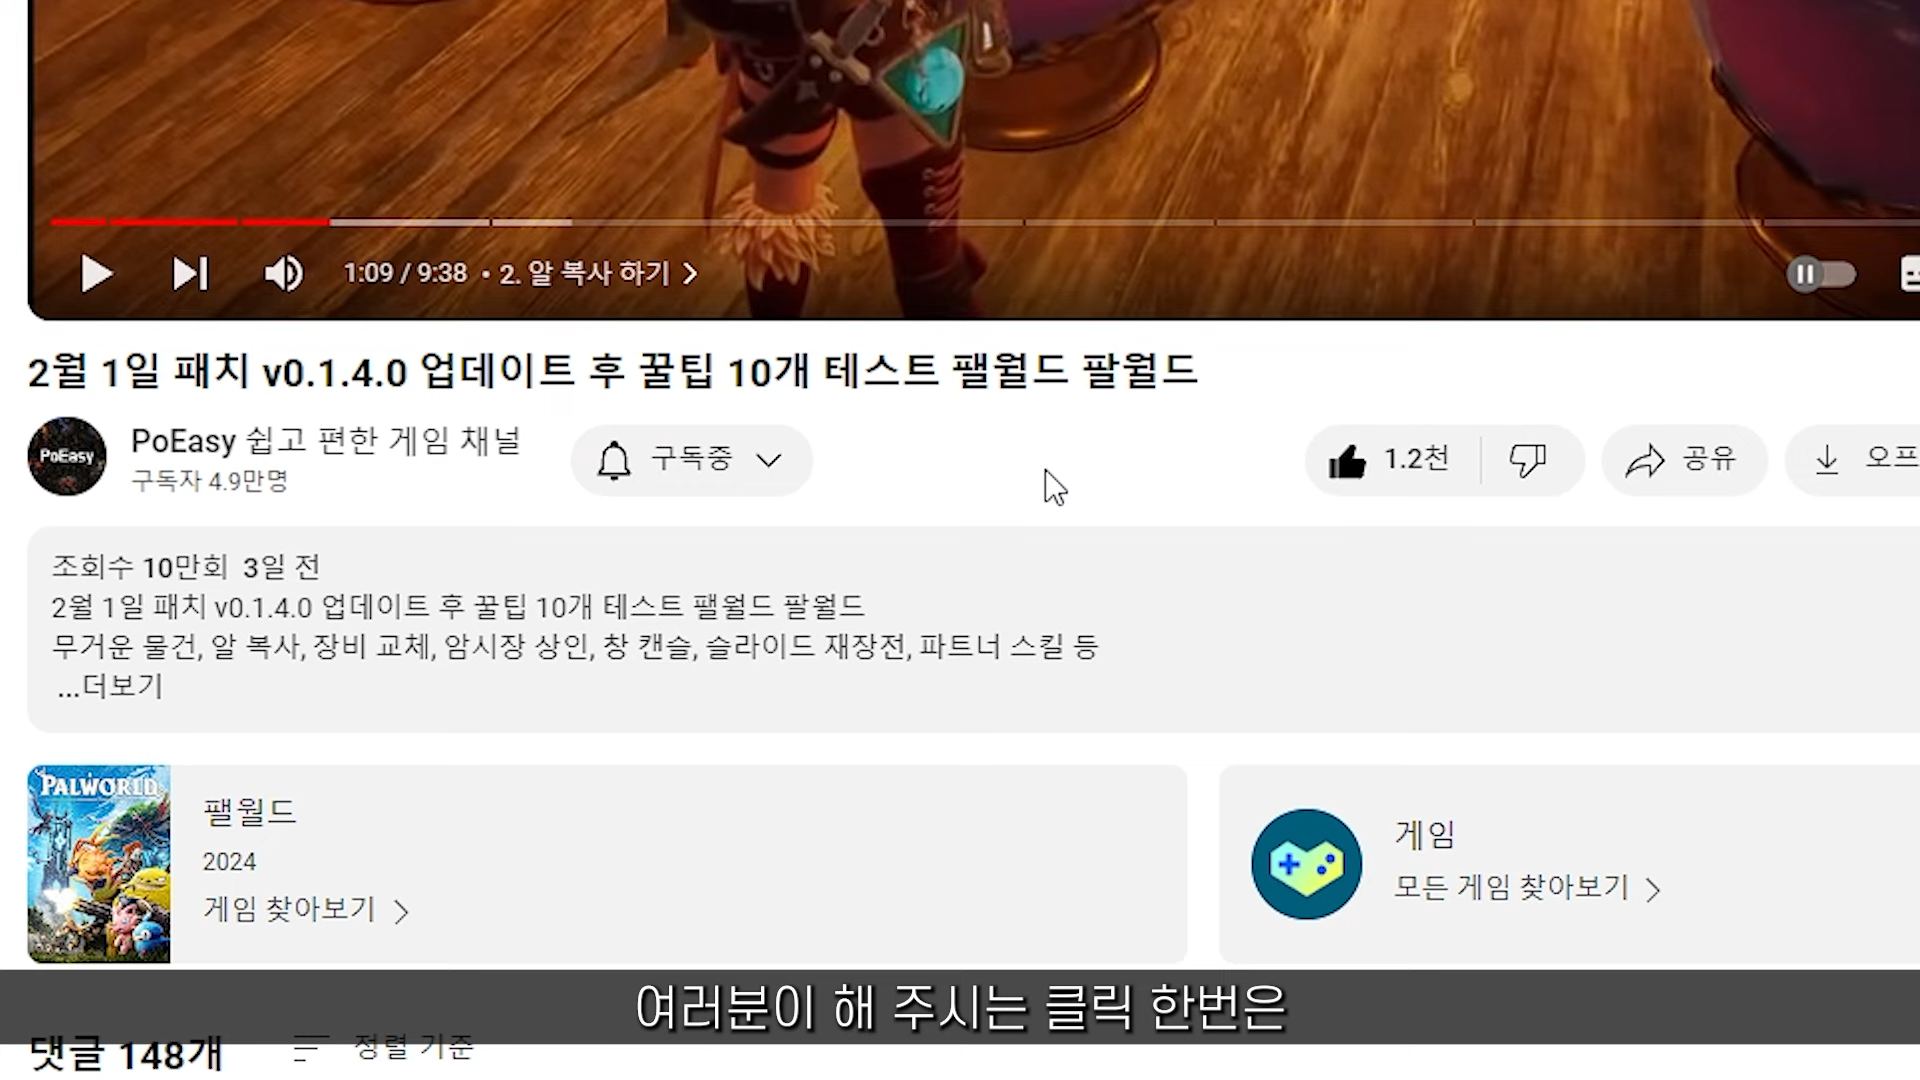 1:09 / 9:38 • 2. 알 복사 하기
2월 1일 패치 v0.1.4.0 업데이트 후 꿀팁 10개 테스트 팰월드 팔월드
PoEasy
PoEasy 쉽고 편한 게임 채널
구독자 4.9만명
구독중
1.2천
공유
오프
조회수 10만회 3일 전
2월 1일 패치 v0.1.4.0 업데이트 후 꿀팁 10개 테스트 팰월드 팔월드
무거운 물건, 알 복사, 장비 교체, 암시장 상인, 창 캔슬, 슬라이드 재장전, 파트너 스킬 등
...더보기
PALWORLD
팰월드
2024
게임 찾아보기
게임
모든 게임 찾아보기
여러분이 해 주시는 클릭 한번은
댓글 148개
정렬 기준